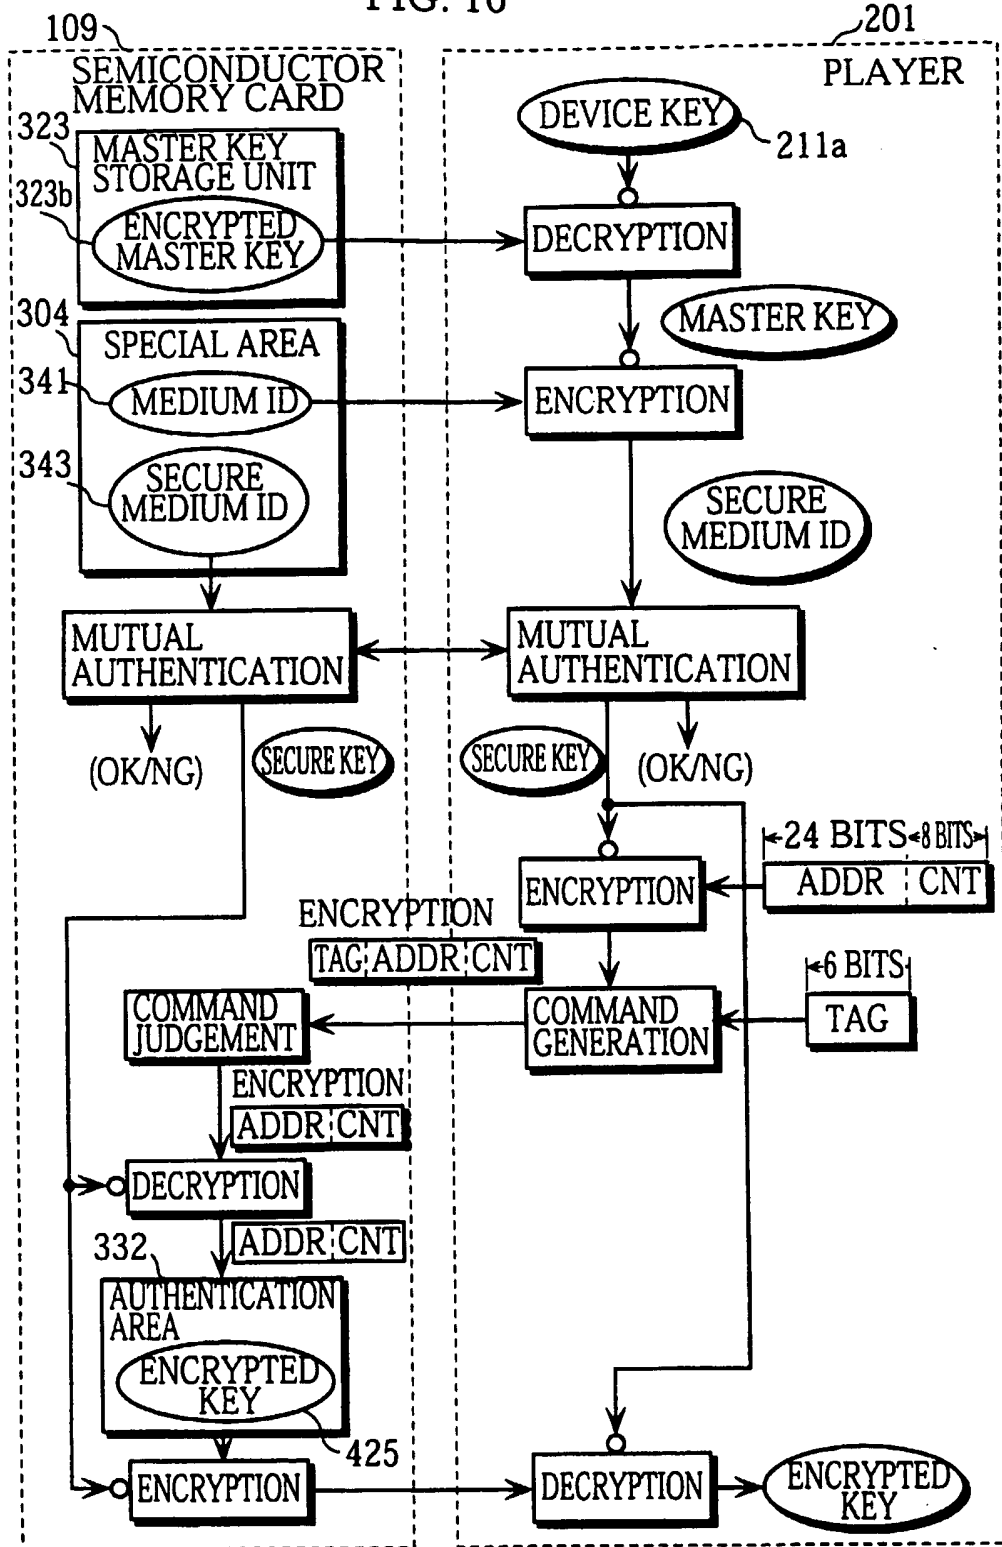 FIG. 10
109
201
SEMICONDUCTOR
MEMORY CARD
PLAYER
323
MASTER KEY
STORAGE UNIT
323b
ENCRYPTED
MASTER KEY
DEVICE KEY
211a
DECRYPTION
MASTER KEY
304
SPECIAL AREA
341
MEDIUM ID
ENCRYPTION
343
SECURE
MEDIUM ID
SECURE
MEDIUM ID
MUTUAL
AUTHENTICATION
MUTUAL
AUTHENTICATION
(OK/NG)
SECURE KEY
SECURE KEY
(OK/NG)
24 BITS
8 BITS
ENCRYPTION
ADDR CNT
ENCRYPTION
TAG ADDR CNT
6 BITS
COMMAND
JUDGEMENT
COMMAND
GENERATION
TAG
ENCRYPTION
ADDR CNT
DECRYPTION
ADDR CNT
332
AUTHENTICATION
AREA
ENCRYPTED
KEY
425
ENCRYPTION
DECRYPTION
ENCRYPTED
KEY